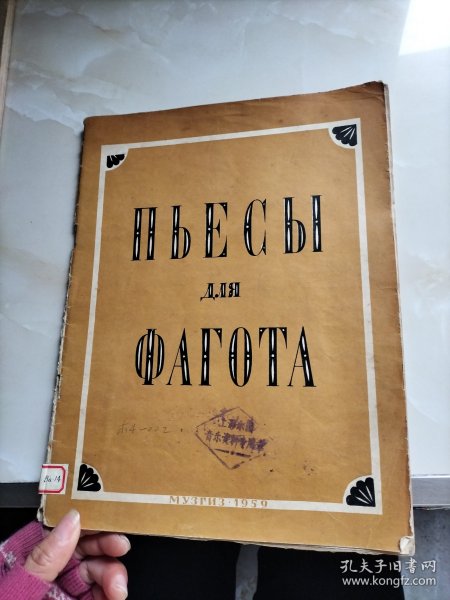 ПЬЕСЫ
ДЛЯ
ФАГОТА
МУЗГИЗ · 1959
孔夫子旧书网
www.kongfz.com